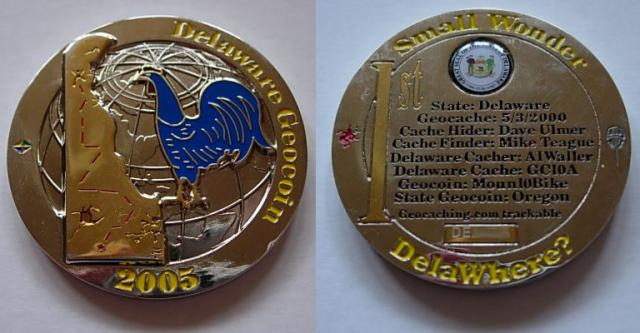 Delaware Geocoin
2005
Small Wonder
1st
State: Delaware
Geocache: 5/3/2000
Cache Hider: Dave Ulmer
Cache Finder: Mike Teague
Delaware Cacher: A1Waller
Delaware Cache: GC10A
Geocoin: Moun10Bike
State Geocoin: Oregon
Geocaching.com trackable
DE
DelaWhere?